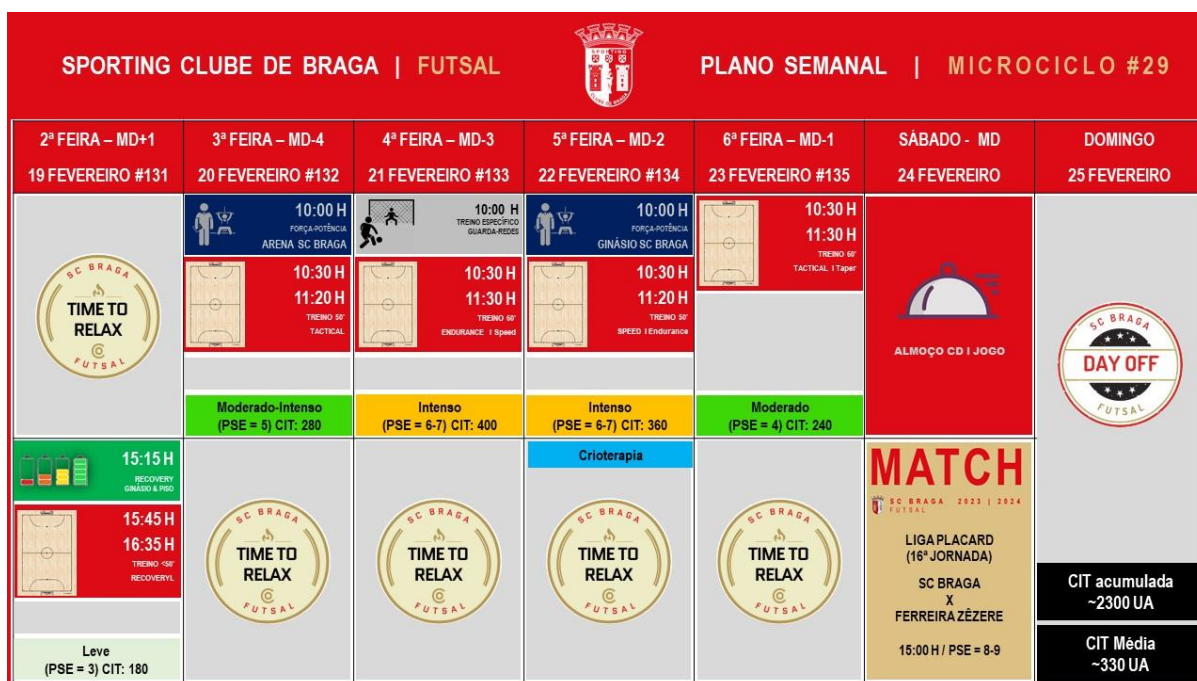 SPORTING CLUBE DE BRAGA | FUTSAL
PLANO SEMANAL | MICROCICLO #29
2ª FEIRA – MD+1
19 FEVEREIRO #131
3ª FEIRA – MD-4
20 FEVEREIRO #132
4ª FEIRA – MD-3
21 FEVEREIRO #133
5ª FEIRA – MD-2
22 FEVEREIRO #134
6ª FEIRA – MD-1
23 FEVEREIRO #135
SÁBADO - MD
24 FEVEREIRO
DOMINGO
25 FEVEREIRO
SC BRAGA
TIME TO
RELAX
FUTSAL
10:00 H
FORÇA-POTÊNCIA
ARENA SC BRAGA
10:30 H
11:20 H
TREINO 50'
TACTICAL
Moderado-Intenso
(PSE = 5) CIT: 280
10:00 H
TREINO ESPECÍFICO
GUARDA-REDES
10:30 H
11:30 H
TREINO 60'
ENDURANCE I Speed
Intenso
(PSE = 6-7) CIT: 400
10:00 H
FORÇA-POTÊNCIA
GINÁSIO SC BRAGA
10:30 H
11:20 H
TREINO 50'
SPEED I Endurance
Intenso
(PSE = 6-7) CIT: 360
10:30 H
11:30 H
TREINO 60'
TACTICAL I Taper
Moderado
(PSE = 4) CIT: 240
ALMOÇO CD I JOGO
SC BRAGA
DAY OFF
FUTSAL
15:15 H
RECOVERY
GINÁSIO & PISO
15:45 H
16:35 H
TREINO <50'
RECOVERYL
Leve
(PSE = 3) CIT: 180
SC BRAGA
TIME TO
RELAX
FUTSAL
SC BRAGA
TIME TO
RELAX
FUTSAL
Crioterapia
SC BRAGA
TIME TO
RELAX
FUTSAL
SC BRAGA
TIME TO
RELAX
FUTSAL
MATCH
SC BRAGA 2023 | 2024
FUTSAL
LIGA PLACARD
(16ª JORNADA)
SC BRAGA
X
FERREIRA ZÊZERE
15:00 H / PSE = 8-9
CIT acumulada
~2300 UA
CIT Média
~330 UA